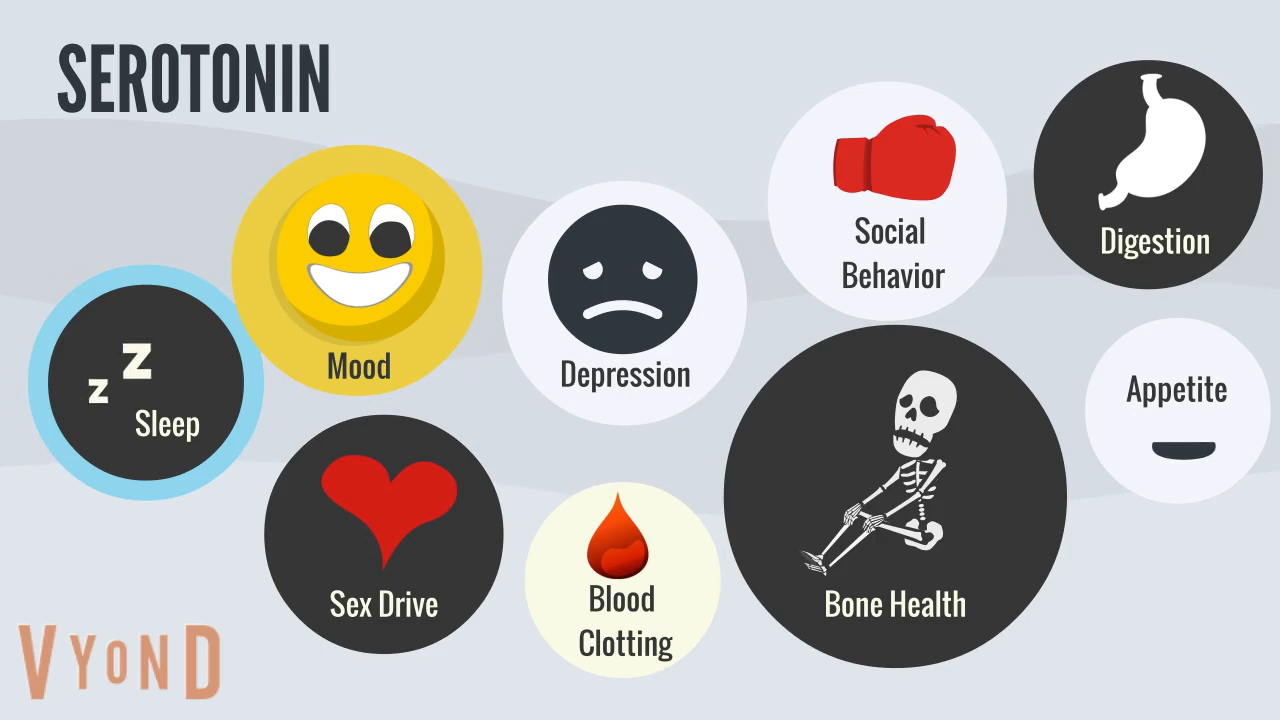 SEROTONIN
Mood
Depression
Social
Behavior
Digestion
z
z
Sleep
Sex Drive
Blood
Clotting
Bone Health
Appetite
VYOND